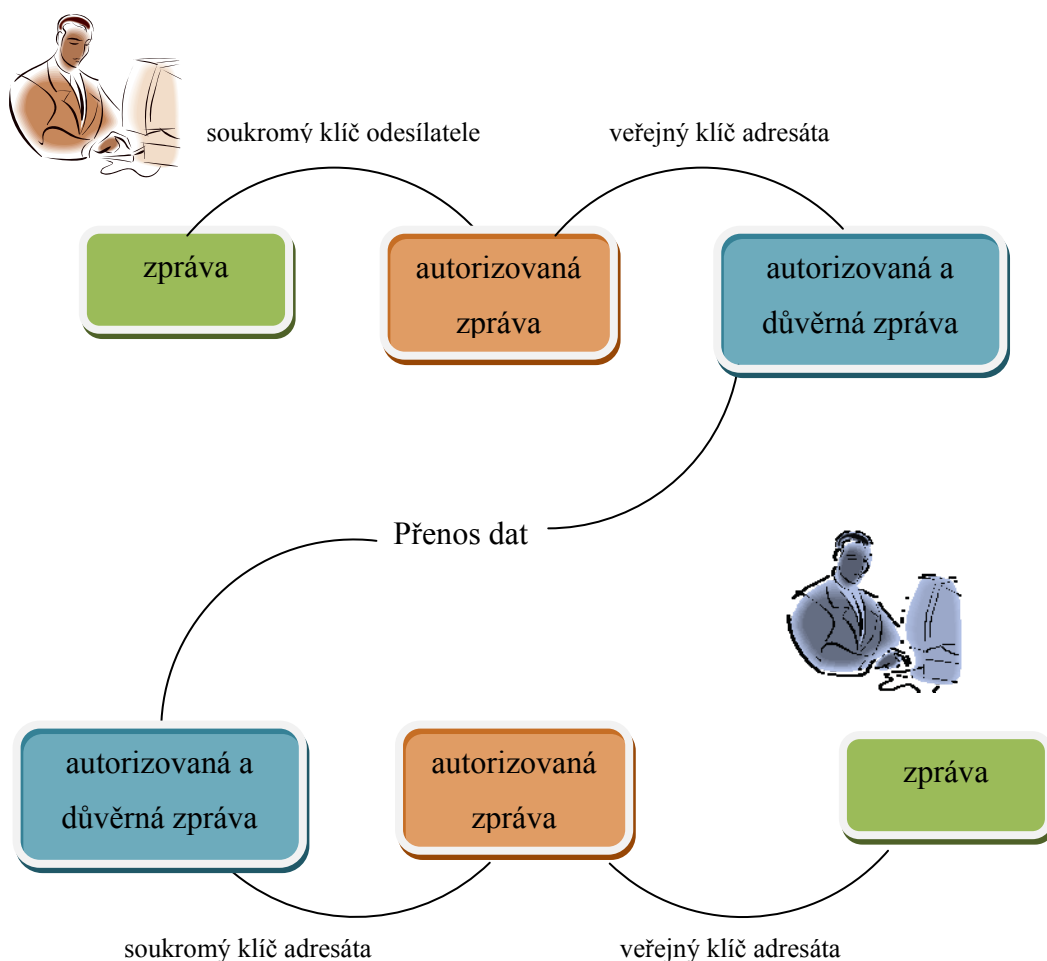 soukromý klíč odesílatele
veřejný klíč adresáta
zpráva
autorizovaná
zpráva
autorizovaná a
důvěrná zpráva
Přenos dat
autorizovaná a
důvěrná zpráva
autorizovaná
zpráva
zpráva
soukromý klíč adresáta
veřejný klíč adresáta